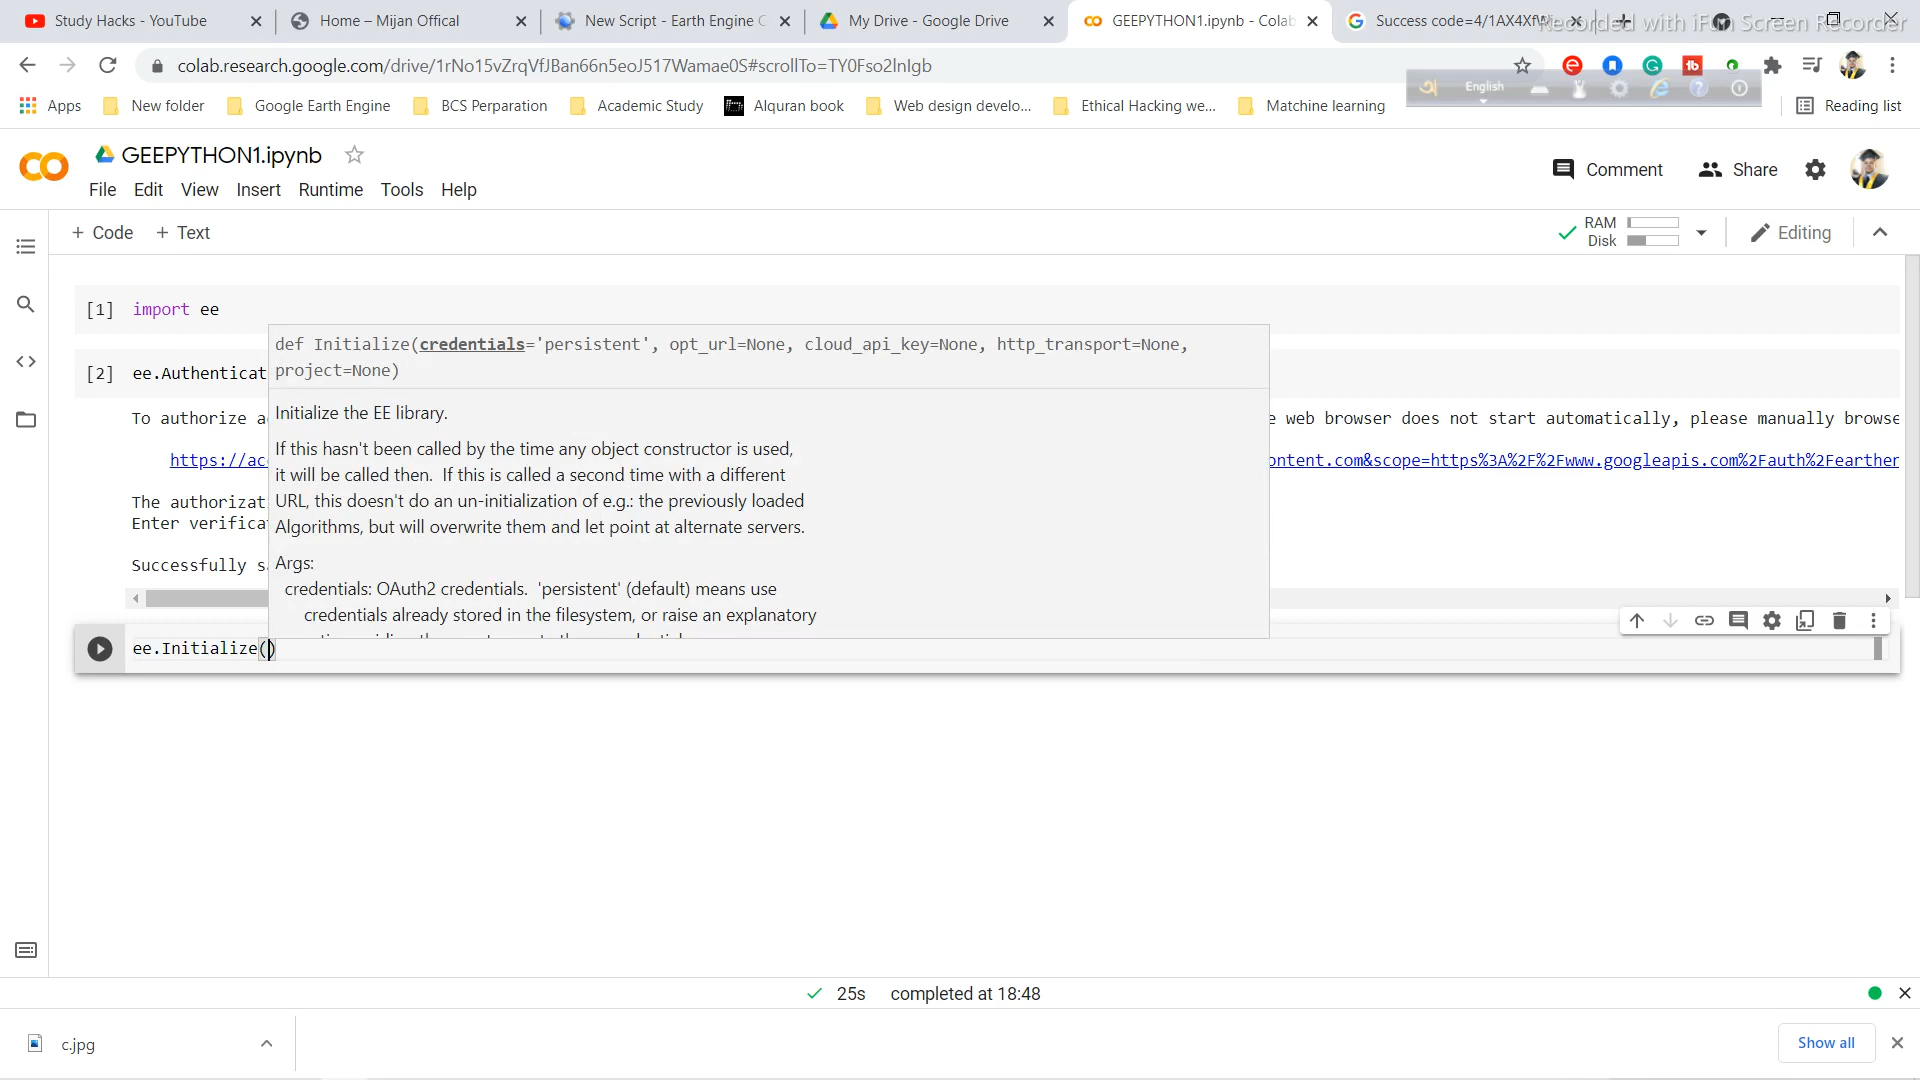 Study Hacks - YouTube
Home – Mijan Offical
New Script - Earth Engine C
My Drive - Google Drive
GEEPYTHON1.ipynb - Colab
Success code=4/1AX4XfWi
Recorded with iFun Screen Recorder
colab.research.google.com/drive/1rNo15vZrqVfJBan66n5eoJ517Wamae0S#scrollTo=TY0Fso2lnIgb
English
Apps
New folder
Google Earth Engine
BCS Perparation
Academic Study
Alquran book
Web design develo...
Ethical Hacking we...
Matchine learning
Reading list
GEEPYTHON1.ipynb
File Edit View Insert Runtime Tools Help
Comment
Share
+ Code + Text
RAM
Disk
Editing
[1] import ee
[2] ee.Authenticat
def Initialize(credentials='persistent', opt_url=None, cloud_api_key=None, http_transport=None,
project=None)
Initialize the EE library.
If this hasn't been called by the time any object constructor is used,
it will be called then. If this is called a second time with a different
URL, this doesn't do an un-initialization of e.g.: the previously loaded
Algorithms, but will overwrite them and let point at alternate servers.
Args:
credentials: OAuth2 credentials. 'persistent' (default) means use
credentials already stored in the filesystem, or raise an explanatory
To authorize a
e web browser does not start automatically, please manually browse
https://acc
ontent.com&scope=https%3A%2F%2Fwww.googleapis.com%2Fauth%2Fearthen
The authorizati
Enter verificat
Successfully sa
ee.Initialize()
25s completed at 18:48
c.jpg
Show all